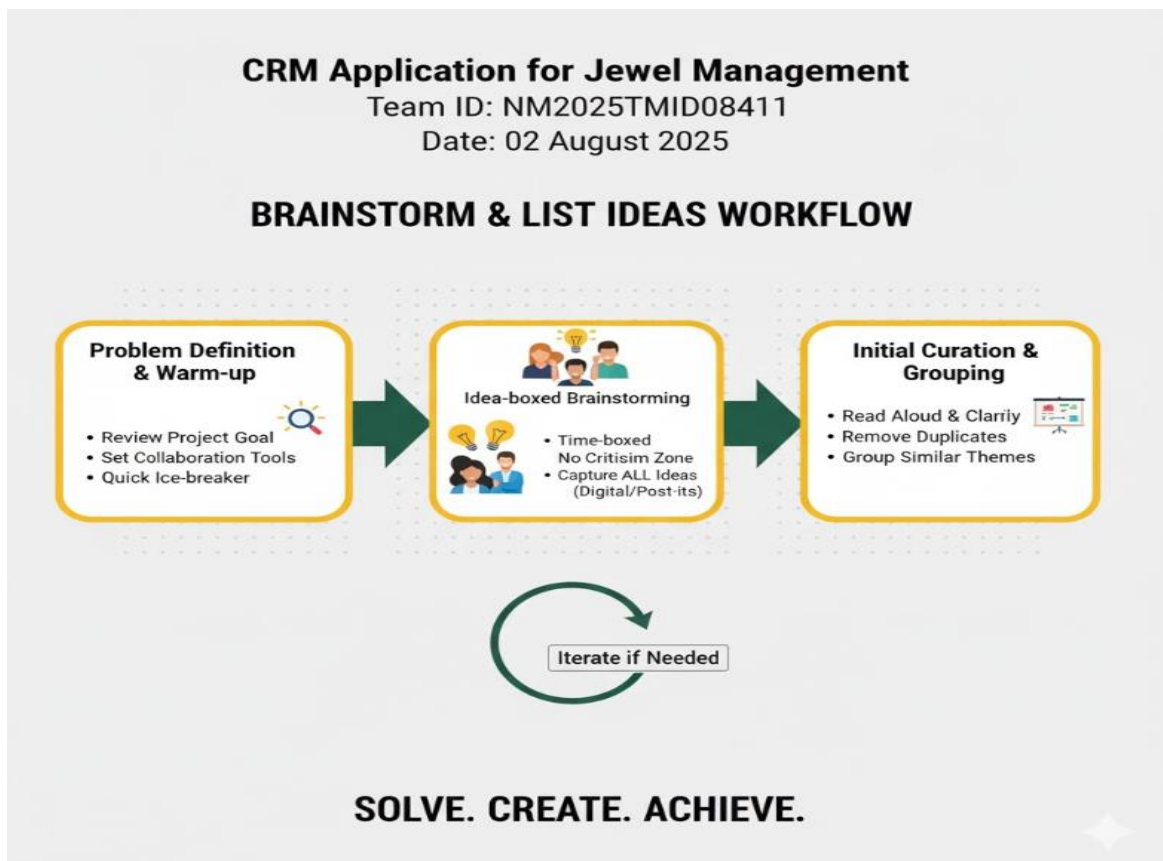 CRM Application for Jewel Management
Team ID: NM2025TMID08411
Date: 02 August 2025
BRAINSTORM & LIST IDEAS WORKFLOW
Problem Definition
& Warm-up
• Review Project Goal
• Set Collaboration Tools
• Quick Ice-breaker
Idea-boxed Brainstorming
• Time-boxed
No Critisim Zone
• Capture ALL Ideas
(Digital/Post-its)
Initial Curation &
Grouping
• Read Aloud & Clarily
• Remove Duplicates
• Group Similar Themes
Iterate if Needed
SOLVE. CREATE. ACHIEVE.